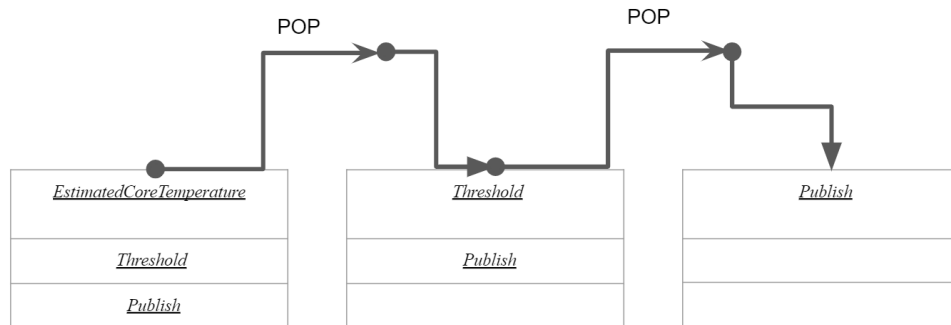 POP
POP
EstimatedCoreTemperature
Threshold
Publish
Threshold
Publish
Publish